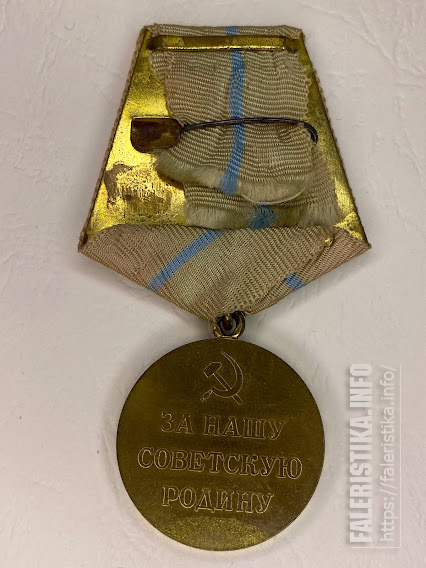 ЗА НАШУ
СОВЕТСКУЮ
РОДИНУ
FALERISTIKA.INFO
https://faleristika.info/